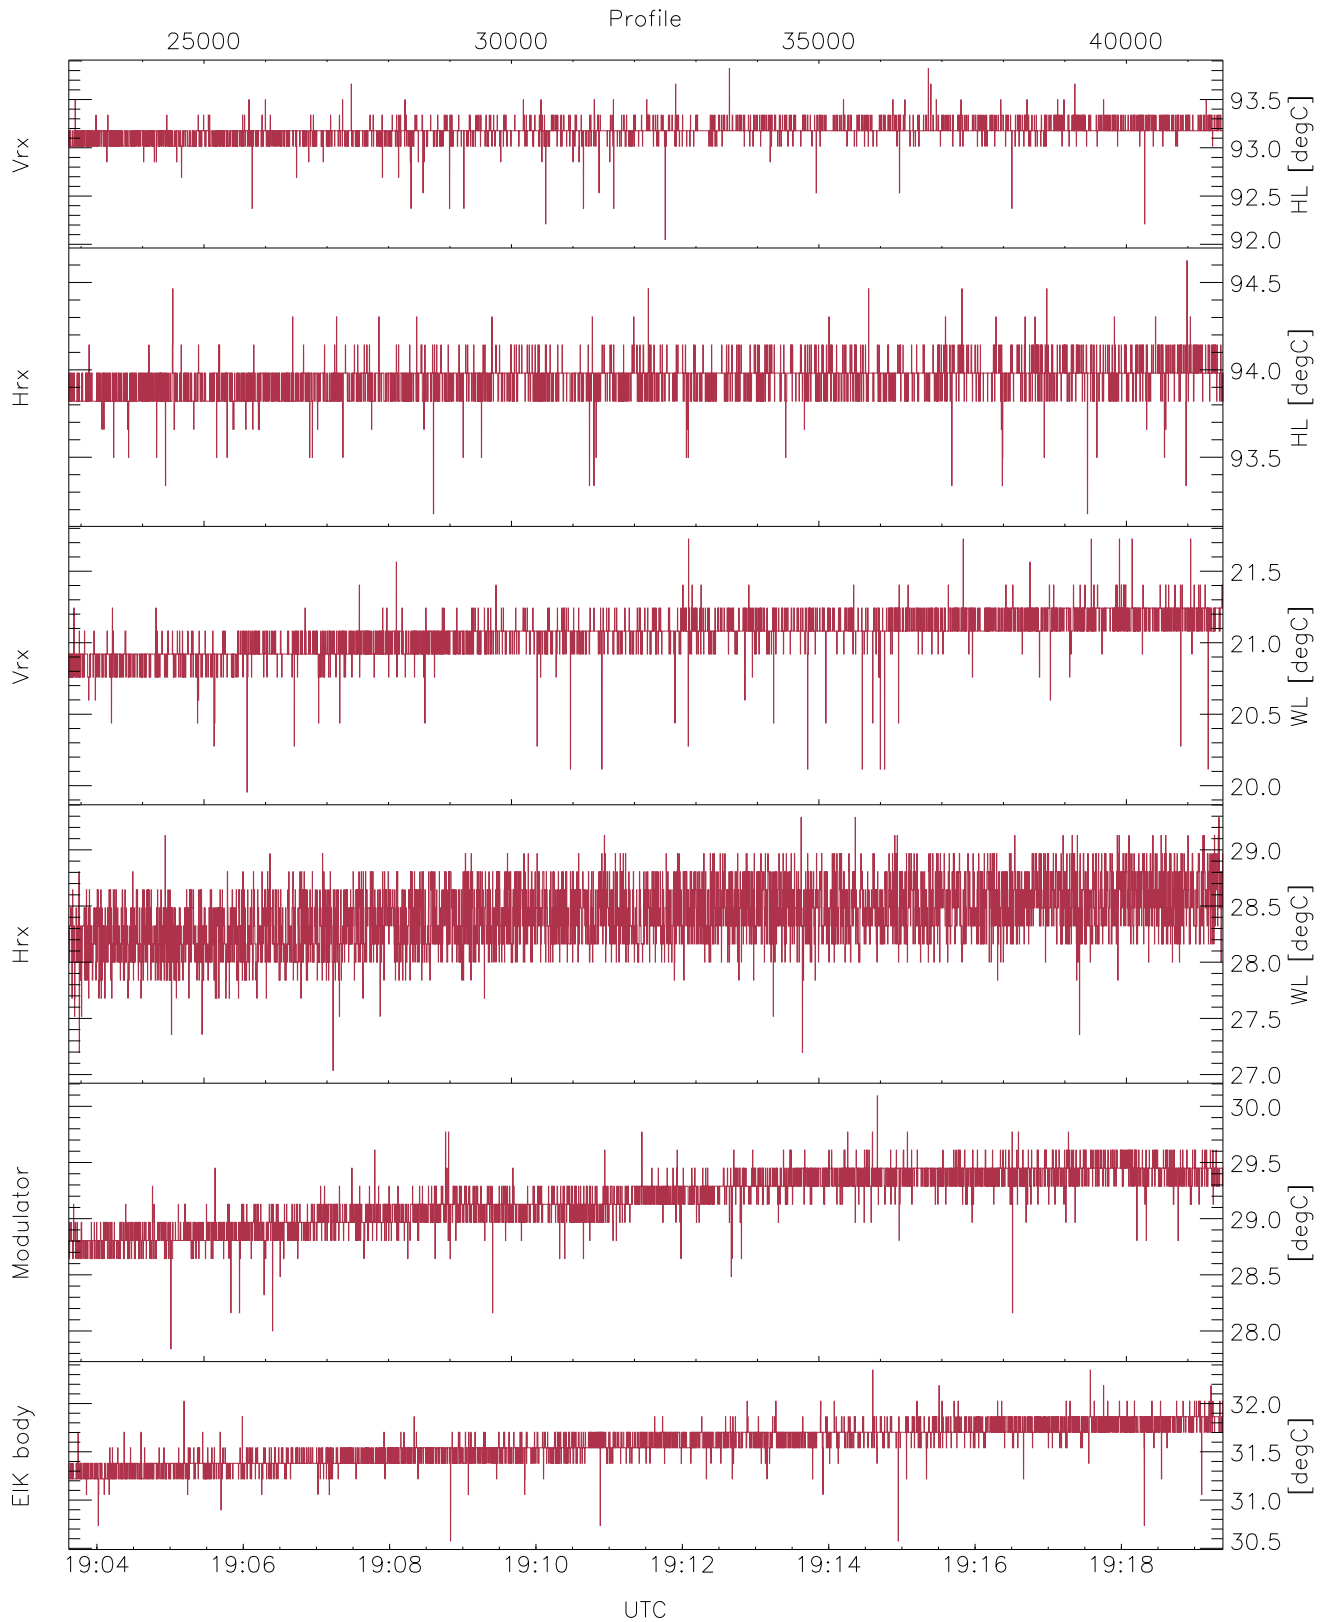 Profile
25000 30000 35000 40000
Vrx
93.5
93.0
92.5
92.0
HL [degC]
Hrx
94.5
94.0
93.5
HL [degC]
Vrx
21.5
21.0
20.5
20.0
WL [degC]
Hrx
29.0
28.5
28.0
27.5
27.0
WL [degC]
Modulator
30.0
29.5
29.0
28.5
28.0
[degC]
EIK body
32.0
31.5
31.0
30.5
[degC]
19:04 19:06 19:08 19:10 19:12 19:14 19:16 19:18
UTC